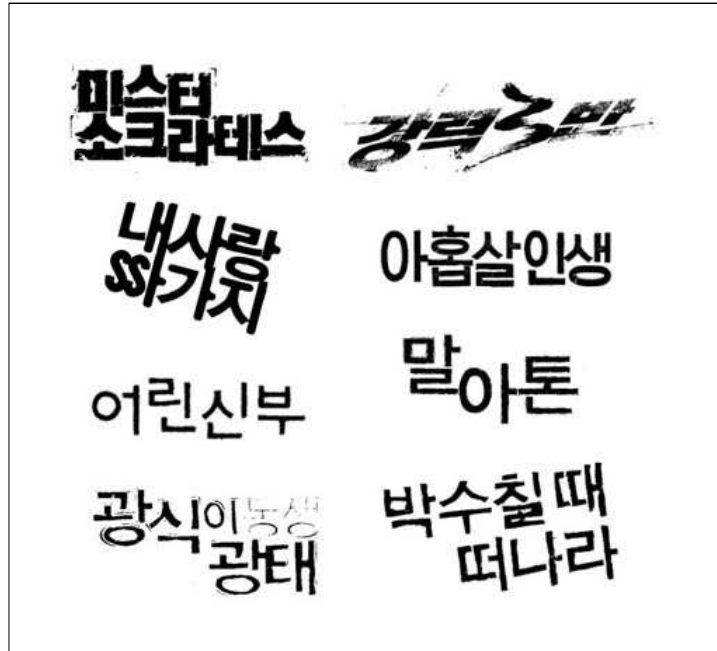 미스터
소크라테스
강력3반
내사랑
싸가지
아홉살인생
어린신부
말아톤
광식이동생
광태
박수칠 때
떠나라